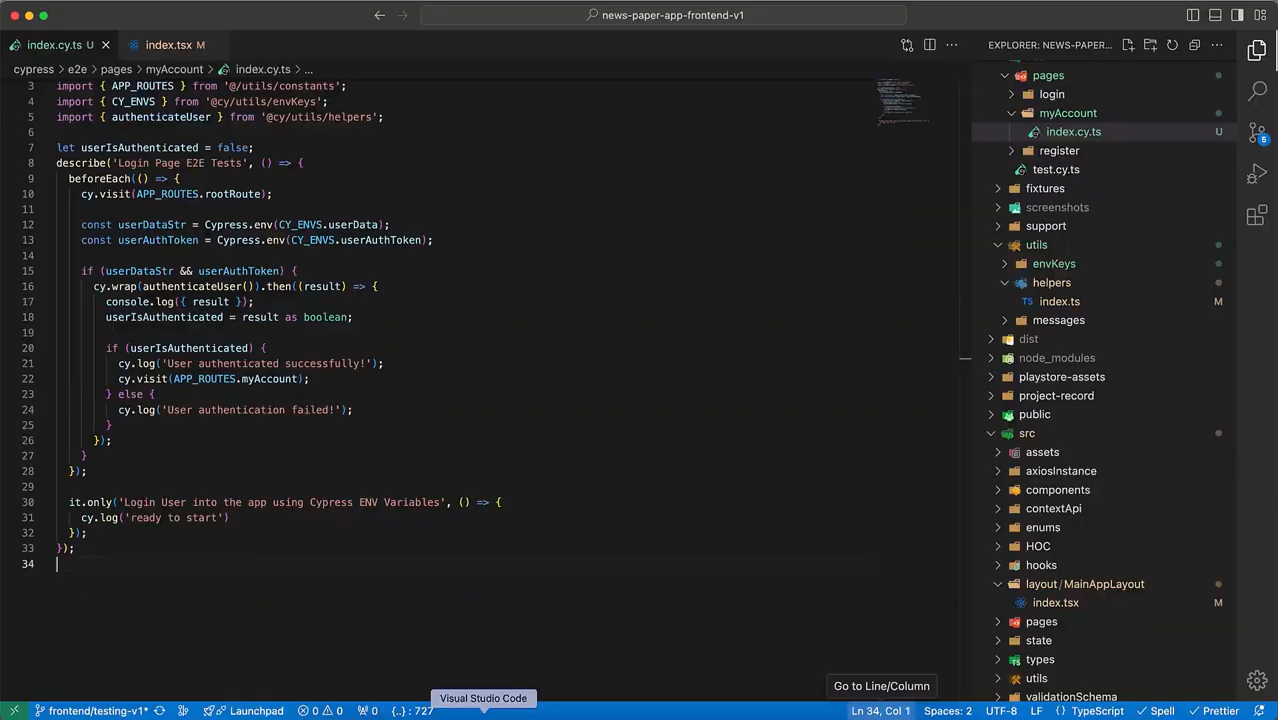 news-paper-app-frontend-v1
index.cy.ts U
index.tsx M
EXPLORER: NEWS-PAPER...
cypress > e2e > pages > myAccount > index.cy.ts > ...
3 import { APP_ROUTES } from '@/utils/constants';
4 import { CY_ENVS } from '@cy/utils/envKeys';
5 import { authenticateUser } from '@cy/utils/helpers';
6
7 let userIsAuthenticated = false;
8 describe('Login Page E2E Tests', () => {
9 beforeEach(() => {
10 cy.visit(APP_ROUTES.rootRoute);
11
12 const userDataStr = Cypress.env(CY_ENVS.userData);
13 const userAuthToken = Cypress.env(CY_ENVS.userAuthToken);
14
15 if (userDataStr && userAuthToken) {
16 cy.wrap(authenticateUser()).then((result) => {
17 console.log({ result });
18 userIsAuthenticated = result as boolean;
19
20 if (userIsAuthenticated) {
21 cy.log('User authenticated successfully!');
22 cy.visit(APP_ROUTES.myAccount);
23 } else {
24 cy.log('User authentication failed!');
25 }
26 });
27 }
28 });
29
30 it.only('Login User into the app using Cypress ENV Variables', () => {
31 cy.log('ready to start')
32 });
33 });
34
pages
login
myAccount
index.cy.ts U
register
test.cy.ts
fixtures
screenshots
support
utils
envKeys
helpers
TS index.ts M
messages
dist
node_modules
playstore-assets
project-record
public
src
assets
axiosInstance
components
contextApi
enums
HOC
hooks
layout / MainAppLayout
index.tsx M
pages
state
types
utils
validationSchema
5
Visual Studio Code
Go to Line/Column
frontend/testing-v1*
Launchpad
0
0
0
{..} : 727
Ln 34, Col 1
Spaces: 2
UTF-8
LF
{} TypeScript
Spell
Prettier